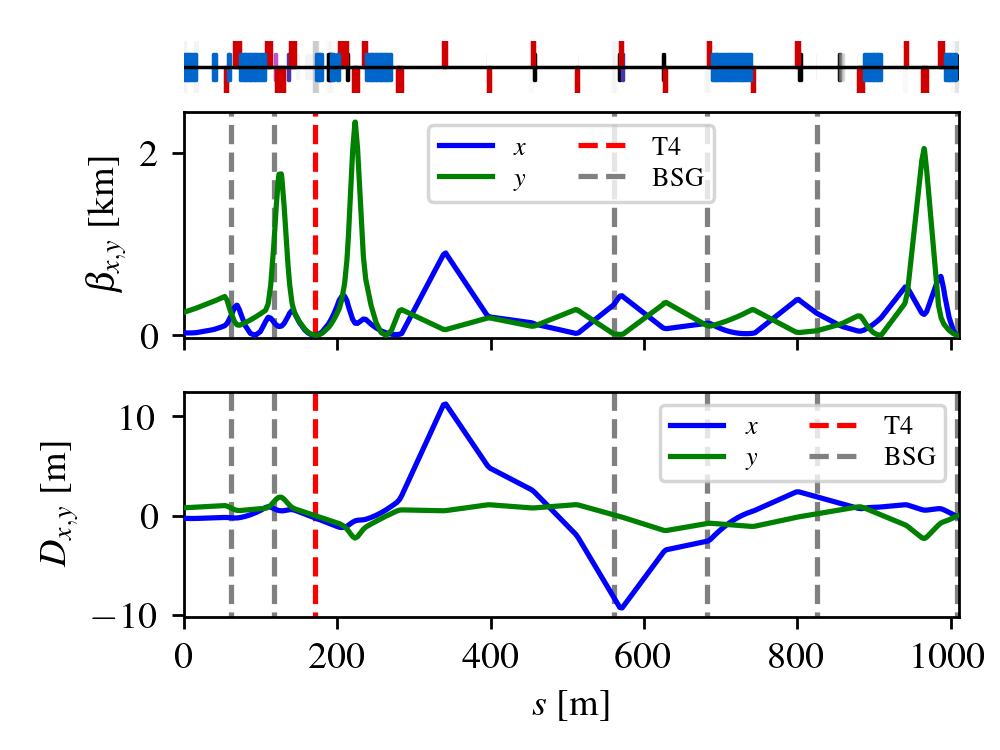 2
0
β_{x,y} [km]
x T4
y BSG
10
0
−10
D_{x,y} [m]
x T4
y BSG
0 200 400 600 800 1000
s [m]